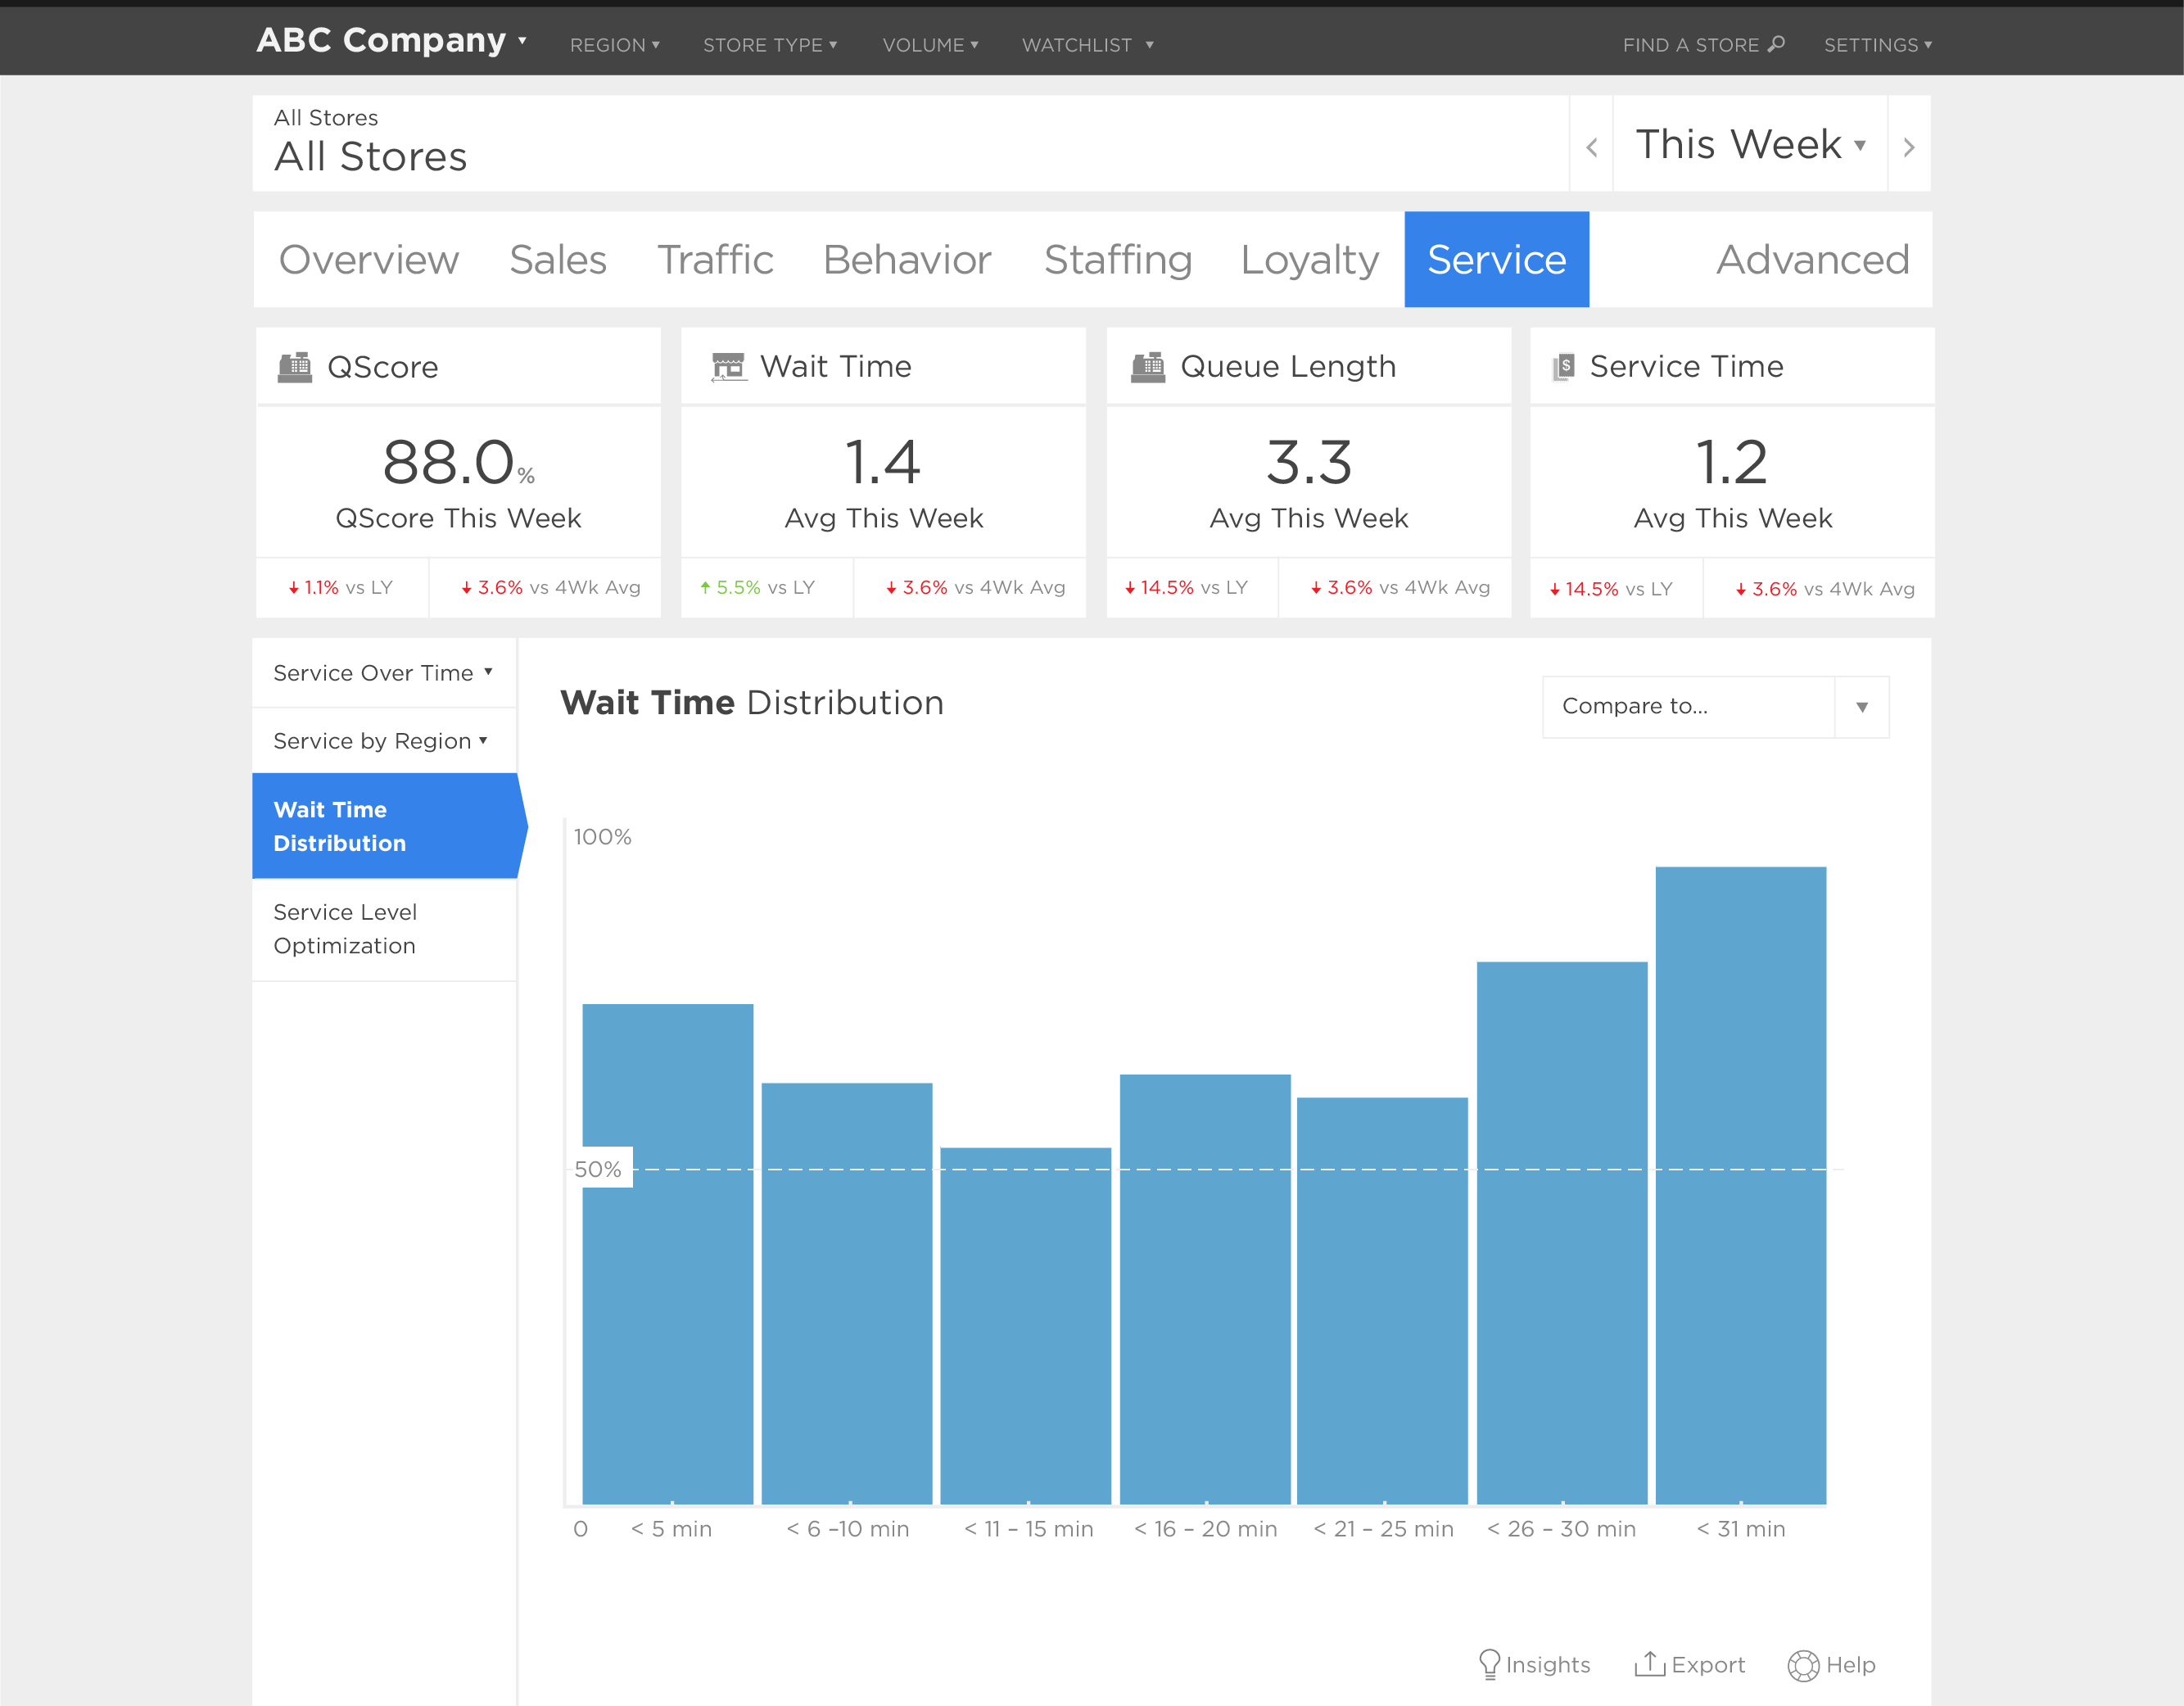 ABC Company REGION STORE TYPE VOLUME WATCHLIST FIND A STORE SETTINGS
All Stores
All Stores
This Week
Overview Sales Traffic Behavior Staffing Loyalty Service Advanced
QScore
88.0%
QScore This Week
1.1% vs LY 3.6% vs 4Wk Avg
Wait Time
1.4
Avg This Week
5.5% vs LY 3.6% vs 4Wk Avg
Queue Length
3.3
Avg This Week
14.5% vs LY 3.6% vs 4Wk Avg
$
Service Time
1.2
Avg This Week
14.5% vs LY 3.6% vs 4Wk Avg
Service Over Time
Service by Region
Wait Time
Distribution
Service Level
Optimization
Wait Time Distribution
Compare to...
100%
50%
0 < 5 min < 6 –10 min < 11 – 15 min < 16 – 20 min < 21 – 25 min < 26 – 30 min < 31 min
Insights Export Help